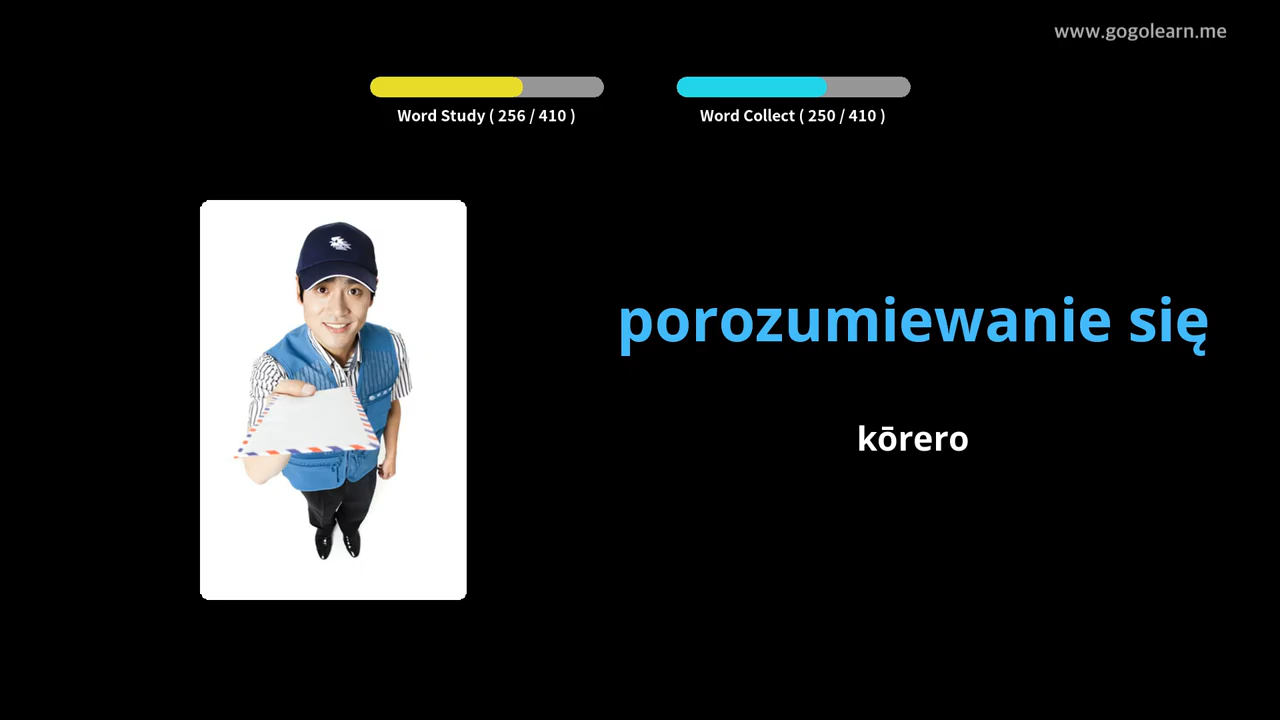 www.gogolearn.me
Word Study ( 256 / 410 )
Word Collect ( 250 / 410 )
porozumiewanie się
kōrero